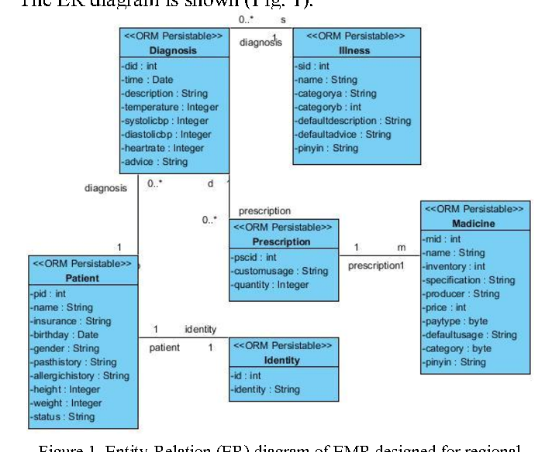 The ER diagram is shown (Fig. 1).
0..* s
<<ORM Persistable>>
Diagnosis
-did : int
-time : Date
-description : String
-temperature : Integer
-systolicbp : Integer
-diastolicbp : Integer
-heartrate : Integer
-advice : String
diagnosis 1
<<ORM Persistable>>
Illness
-sid : int
-name : String
-categorya : String
-categoryb : int
-defaultdescription : String
-defaultadvice : String
-pinyin : String
diagnosis
0..* d
0..*
prescription
<<ORM Persistable>>
Prescription
-pscid : int
-customusage : String
-quantity : Integer
1 m
prescription1
<<ORM Persistable>>
Madicine
-mid : int
-name : String
-inventory : int
-specification : String
-producer : String
-price : int
-paytype : byte
-defaultusage : String
-category : byte
-pinyin : String
1
<<ORM Persistable>>
Patient
-pid : int
-name : String
-insurance : String
-birthday : Date
-gender : String
-pasthistory : String
-allergichistory : String
-height : Integer
-weight : Integer
-status : String
1 identity
patient 1
<<ORM Persistable>>
Identity
-id : int
-identity : String
Figure 1. Entity-Relation (ER) diagram of EMR designed for regional